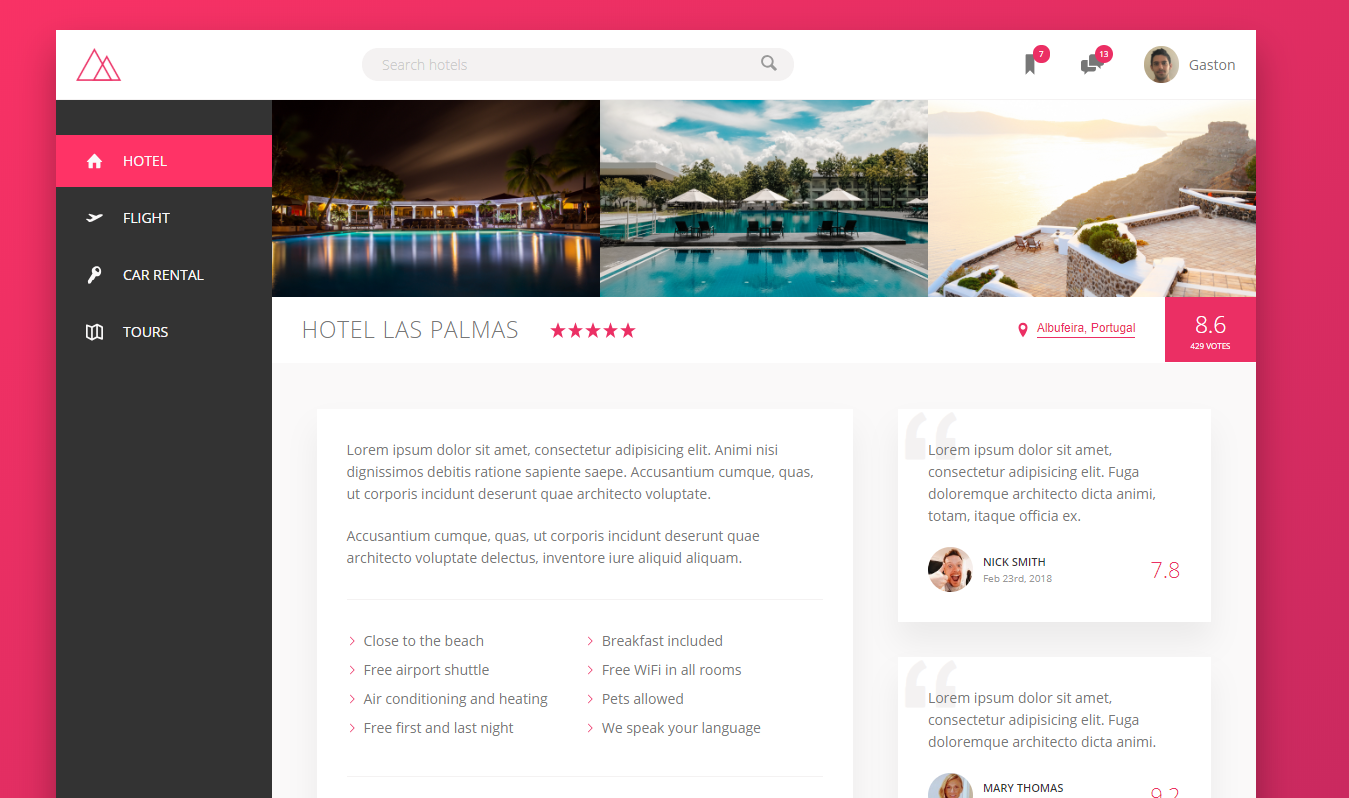 Search hotels
7
13
Gaston
HOTEL
FLIGHT
CAR RENTAL
TOURS
HOTEL LAS PALMAS
Albufeira, Portugal
8.6
429 VOTES
Lorem ipsum dolor sit amet, consectetur adipisicing elit. Animi nisi
dignissimos debitis ratione sapiente saepe. Accusantium cumque, quas,
ut corporis incidunt deserunt quae architecto voluptate.
Accusantium cumque, quas, ut corporis incidunt deserunt quae
architecto voluptate delectus, inventore iure aliquid aliquam.
Close to the beach
Free airport shuttle
Air conditioning and heating
Free first and last night
Breakfast included
Free WiFi in all rooms
Pets allowed
We speak your language
“
Lorem ipsum dolor sit amet,
consectetur adipisicing elit. Fuga
doloremque architecto dicta animi,
totam, itaque officia ex.
NICK SMITH
Feb 23rd, 2018
7.8
“
Lorem ipsum dolor sit amet,
consectetur adipisicing elit. Fuga
doloremque architecto dicta animi.
MARY THOMAS
9.2